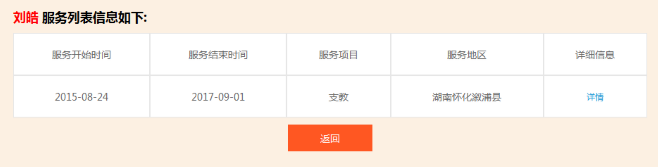 刘皓 服务列表信息如下:
服务开始时间 服务结束时间 服务项目 服务地区 详细信息
2015-08-24 2017-09-01 支教 湖南怀化溆浦县 详情
返回